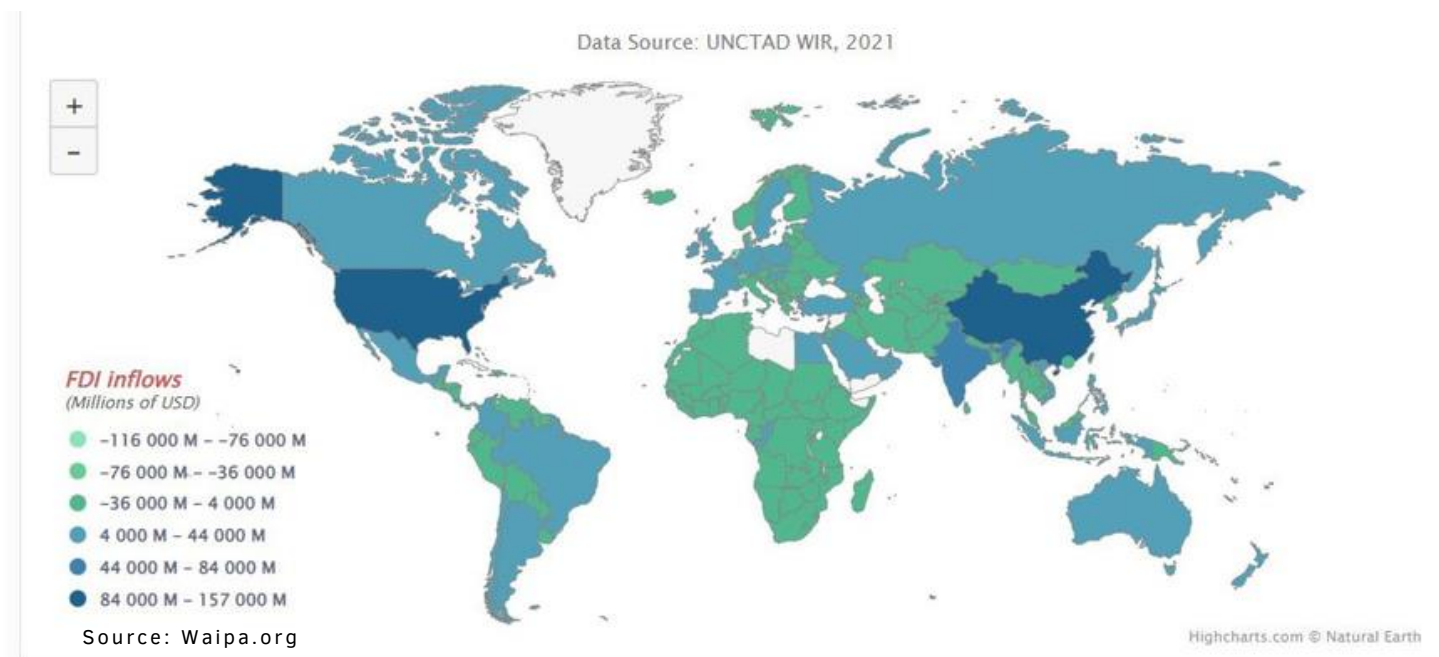 Data Source: UNCTAD WIR, 2021
+
−
FDI inflows
(Millions of USD)
−116 000 M – −76 000 M
−76 000 M – −36 000 M
−36 000 M – 4 000 M
4 000 M – 44 000 M
44 000 M – 84 000 M
84 000 M – 157 000 M
Source: Waipa.org
Highcharts.com © Natural Earth